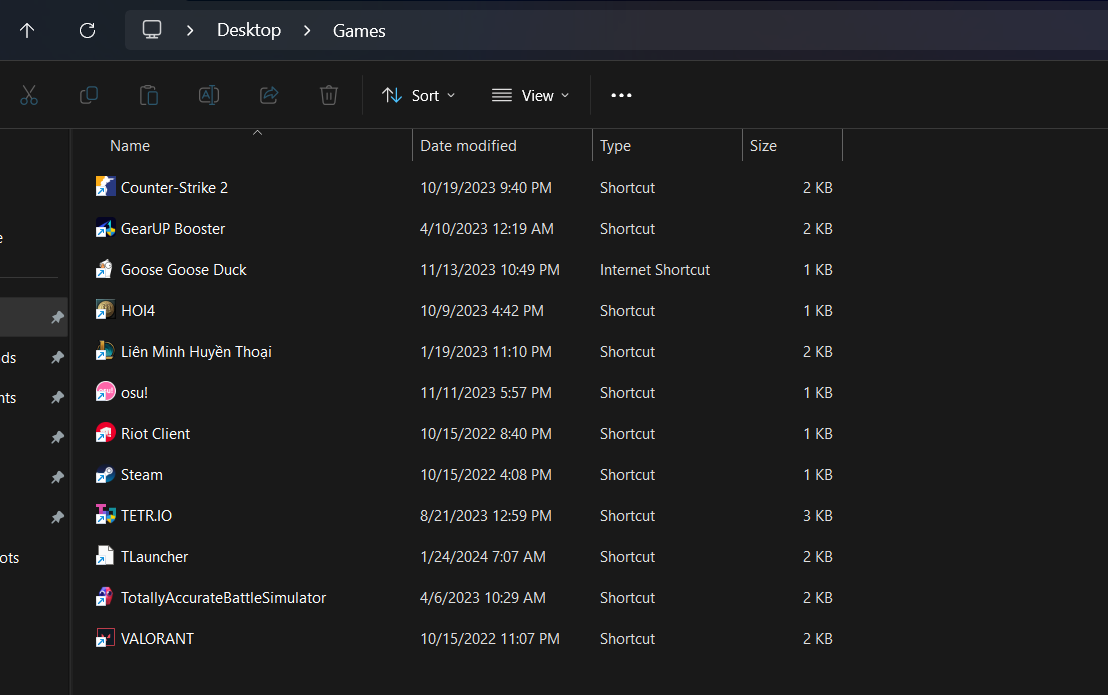 Desktop > Games
Sort View
Name Date modified Type Size
Counter-Strike 2 10/19/2023 9:40 PM Shortcut 2 KB
GearUP Booster 4/10/2023 12:19 AM Shortcut 2 KB
e
Goose Goose Duck 11/13/2023 10:49 PM Internet Shortcut 1 KB
HOI4 10/9/2023 4:42 PM Shortcut 1 KB
ds
Liên Minh Huyền Thoại 1/19/2023 11:10 PM Shortcut 2 KB
nts
osu! 11/11/2023 5:57 PM Shortcut 1 KB
Riot Client 10/15/2022 8:40 PM Shortcut 1 KB
Steam 10/15/2022 4:08 PM Shortcut 1 KB
TETR.IO 8/21/2023 12:59 PM Shortcut 3 KB
ots
TLauncher 1/24/2024 7:07 AM Shortcut 2 KB
TotallyAccurateBattleSimulator 4/6/2023 10:29 AM Shortcut 2 KB
VALORANT 10/15/2022 11:07 PM Shortcut 2 KB